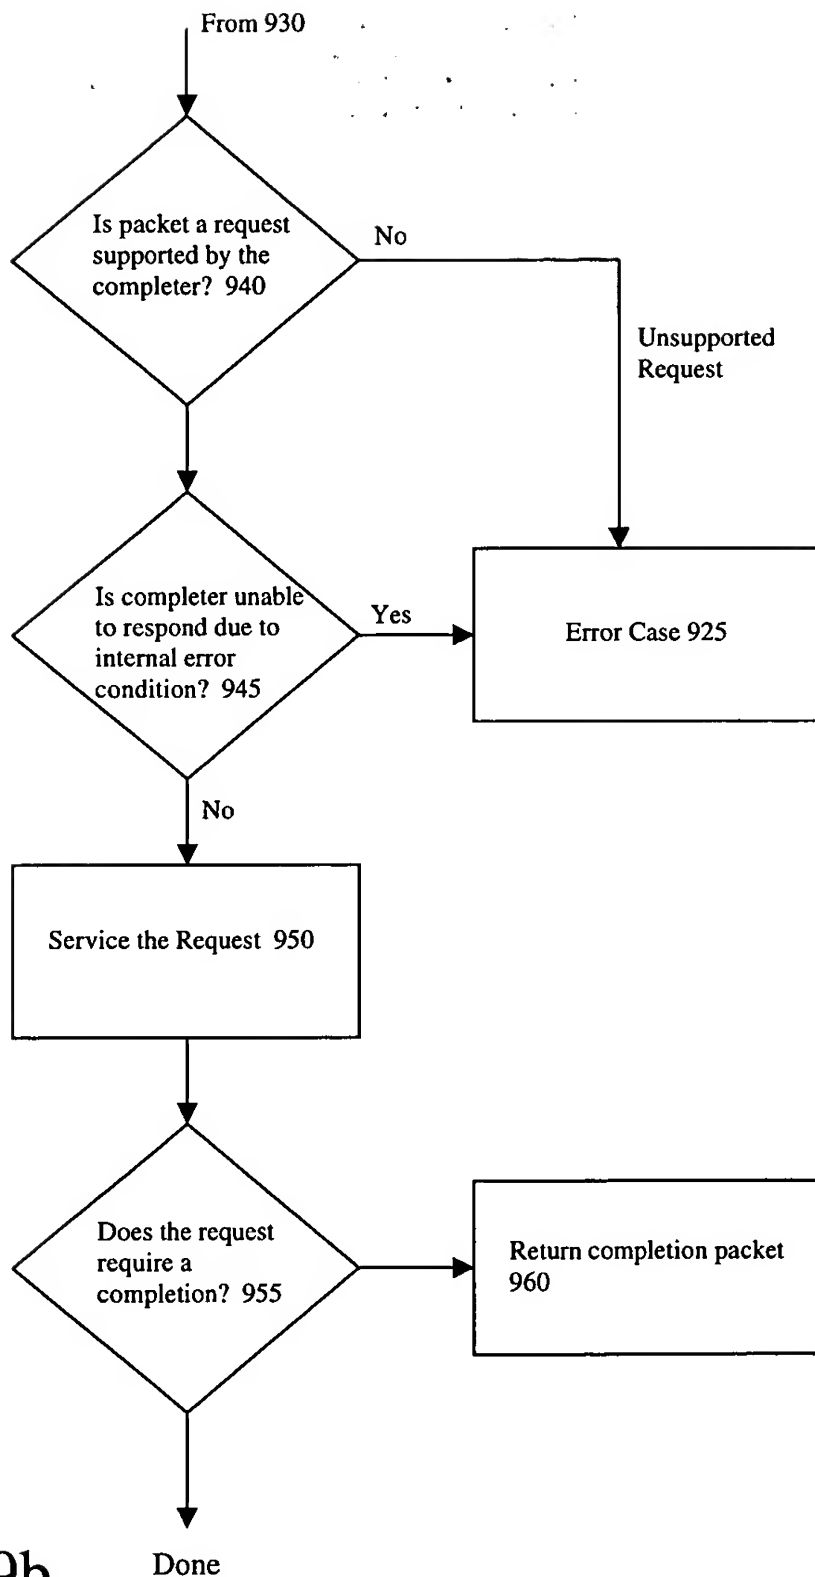 From 930
Is packet a request
supported by the
completer? 940
No
Unsupported
Request
Is completer unable
to respond due to
internal error
condition? 945
Yes
Error Case 925
No
Service the Request 950
Does the request
require a
completion? 955
Return completion packet
960
Done
9b